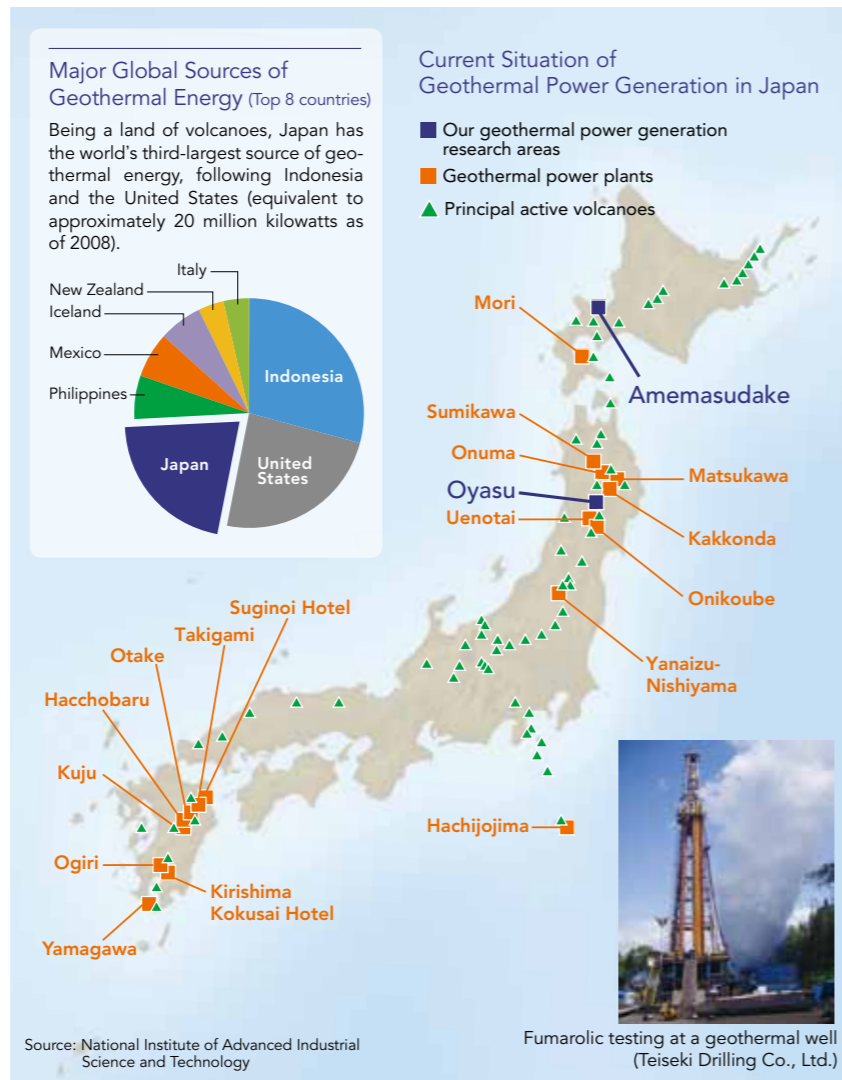 Major Global Sources of
Geothermal Energy (Top 8 countries)
Being a land of volcanoes, Japan has
the world's third-largest source of geo-
thermal energy, following Indonesia
and the United States (equivalent to
approximately 20 million kilowatts as
of 2008).
Italy
New Zealand
Iceland
Mexico
Philippines
Indonesia
Japan
United
States
Current Situation of
Geothermal Power Generation in Japan
Our geothermal power generation
research areas
Geothermal power plants
Principal active volcanoes
Mori
Amemasudake
Sumikawa
Onuma
Matsukawa
Oyasu
Uenotai
Kakkonda
Onikoube
Yanaizu-
Nishiyama
Suginoi Hotel
Takigami
Otake
Hacchobaru
Kuju
Hachijojima
Ogiri
Kirishima
Kokusai Hotel
Yamagawa
Source: National Institute of Advanced Industrial
Science and Technology
Fumarolic testing at a geothermal well
(Teiseki Drilling Co., Ltd.)